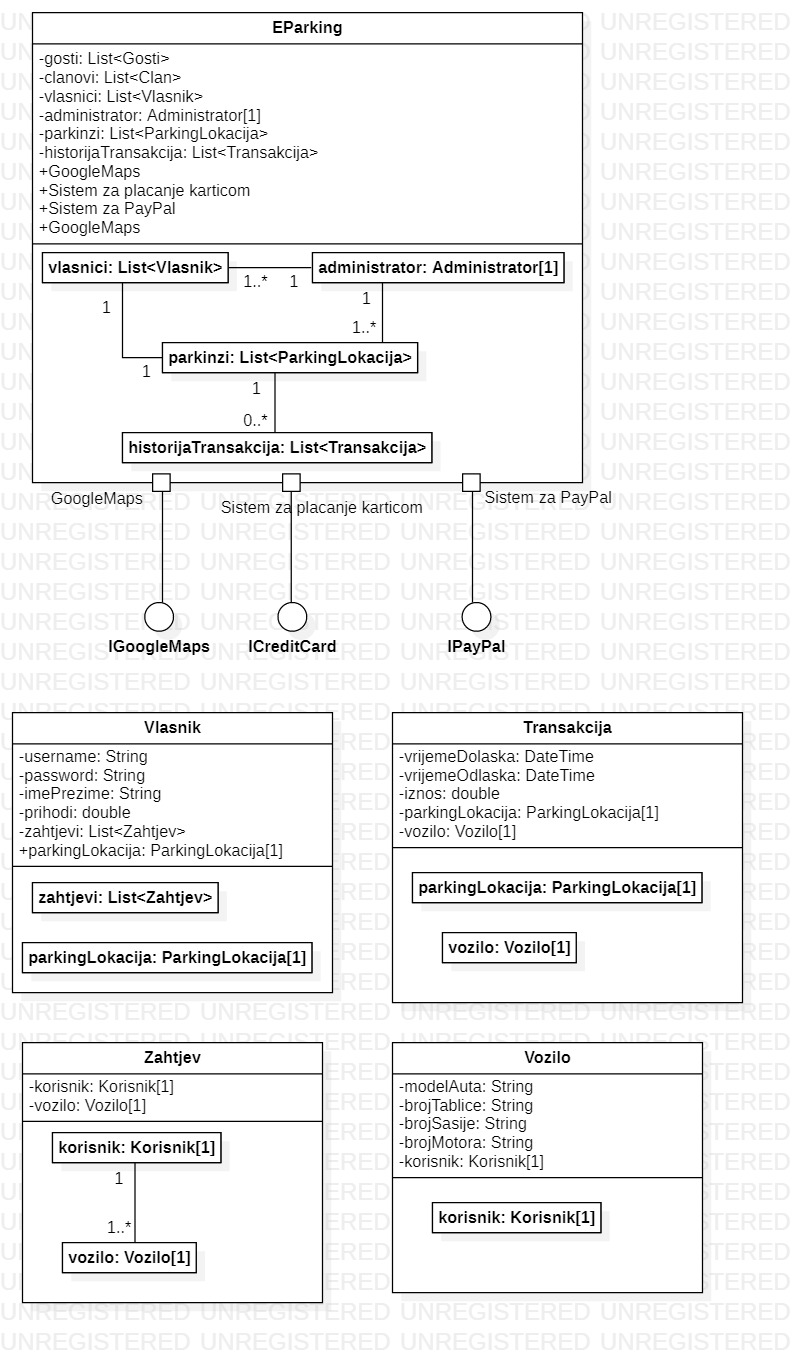 EParking
-gosti: List<Gosti>
-clanovi: List<Clan>
-vlasnici: List<Vlasnik>
-administrator: Administrator[1]
-parkinzi: List<ParkingLokacija>
-historijaTransakcija: List<Transakcija>
+GoogleMaps
+Sistem za placanje karticom
+Sistem za PayPal
+GoogleMaps
vlasnici: List<Vlasnik>
1..*
1
administrator: Administrator[1]
1
1
1..*
1
parkinzi: List<ParkingLokacija>
1
0..*
historijaTransakcija: List<Transakcija>
GoogleMaps
Sistem za placanje karticom
Sistem za PayPal
IGoogleMaps
ICreditCard
IPayPal
Vlasnik
-username: String
-password: String
-imePrezime: String
-prihodi: double
-zahtjevi: List<Zahtjev>
+parkingLokacija: ParkingLokacija[1]
zahtjevi: List<Zahtjev>
parkingLokacija: ParkingLokacija[1]
Transakcija
-vrijemeDolaska: DateTime
-vrijemeOdlaska: DateTime
-iznos: double
-parkingLokacija: ParkingLokacija[1]
-vozilo: Vozilo[1]
parkingLokacija: ParkingLokacija[1]
vozilo: Vozilo[1]
Zahtjev
-korisnik: Korisnik[1]
-vozilo: Vozilo[1]
korisnik: Korisnik[1]
1
1..*
vozilo: Vozilo[1]
Vozilo
-modelAuta: String
-brojTablice: String
-brojSasije: String
-brojMotora: String
-korisnik: Korisnik[1]
korisnik: Korisnik[1]
UNREGISTERED